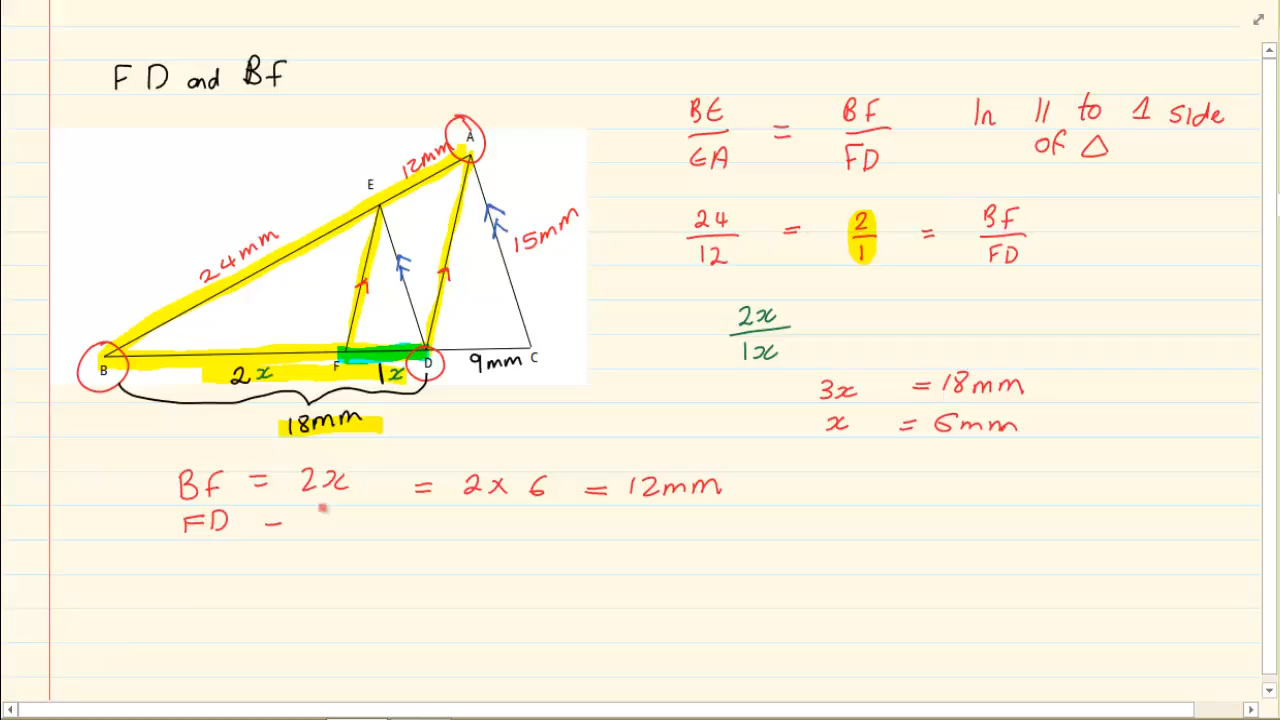 FD and BF
BE/EA = BF/FD ln || to 1 side of Δ
24/12 = 2/1 = BF/FD
2x/1x
3x = 18mm
x = 6mm
A
12mm
E
24mm
15mm
B
2x
F
1x
D
9mm
C
18mm
BF = 2x = 2 x 6 = 12mm
FD -